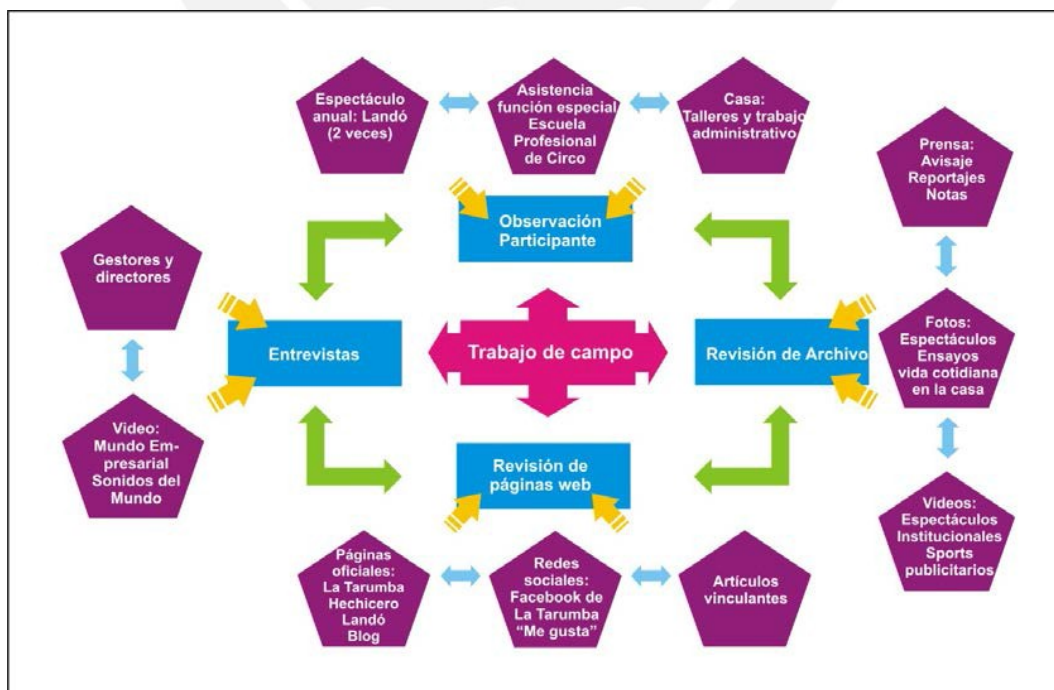 Espectáculo
anual: Landó
(2 veces)
Asistencia
función especial
Escuela
Profesional
de Circo
Casa:
Talleres y trabajo
administrativo
Prensa:
Avisaje
Reportajes
Notas
Observación
Participante
Gestores y
directores
Entrevistas
Trabajo de campo
Revisión de Archivo
Fotos:
Espectáculos
Ensayos
vida cotidiana
en la casa
Video:
Mundo Em-
presarial
Sonidos del
Mundo
Revisión de
páginas web
Videos:
Espectáculos
Institucionales
Sports
publicitarios
Páginas
oficiales:
La Tarumba
Hechicero
Landó
Blog
Redes
sociales:
Facebook de
La Tarumba
“Me gusta”
Artículos
vinculantes